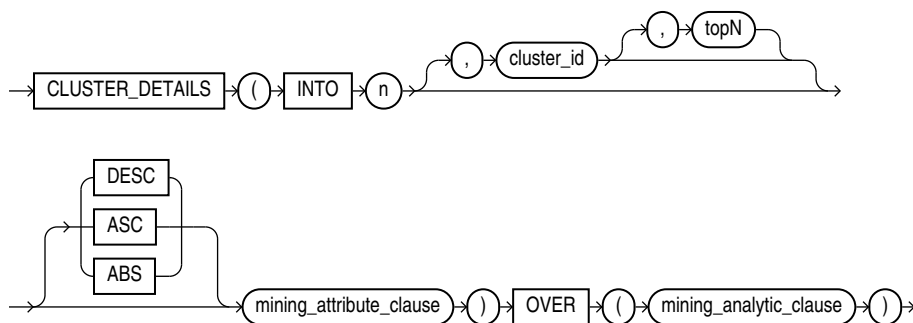 , topN
, cluster_id
CLUSTER_DETAILS ( INTO n
DESC
ASC
ABS
mining_attribute_clause ) OVER ( mining_analytic_clause )